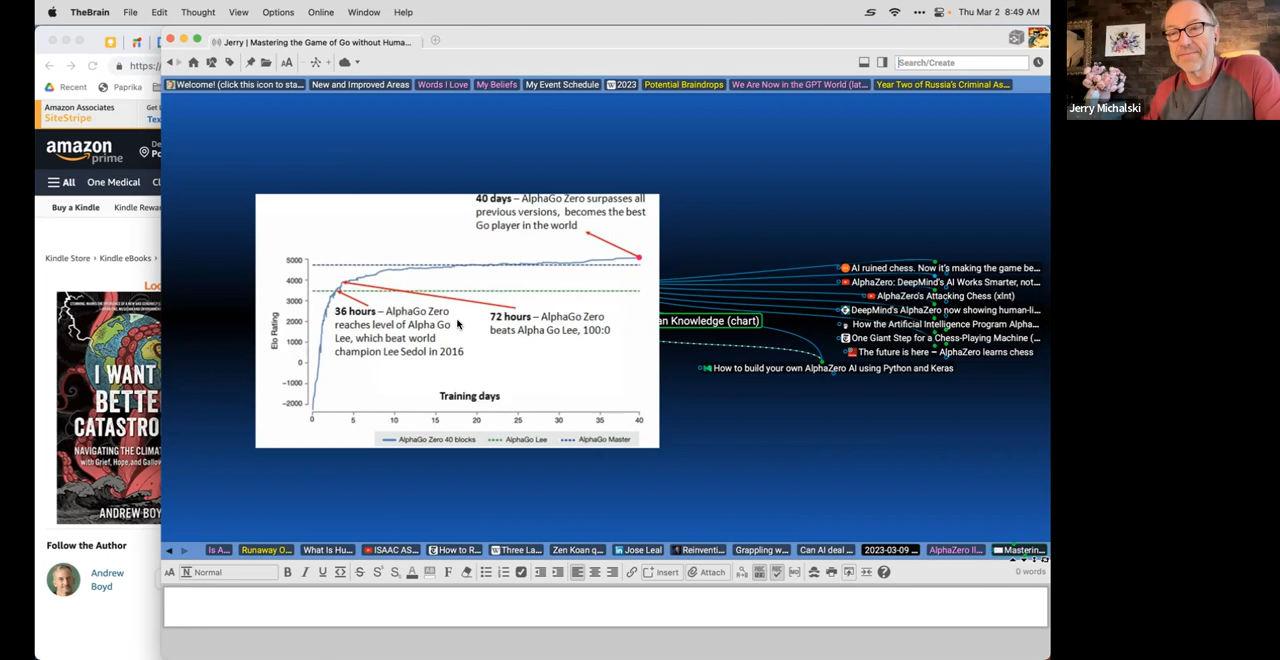 TheBrain File Edit Thought View Options Online Window Help
Thu Mar 2 8:49 AM
Jerry | Mastering the Game of Go without Huma...
https:/
Recent Paprika
Search/Create
Amazon Associates
SiteStripe
Get
Tex
Welcome! (click this icon to sta... New and Improved Areas Words I Love My Beliefs My Event Schedule 2023 Potential Braindrops We Are Now in the GPT World (lat... Year Two of Russia's Criminal As...
Jerry Michalski
amazon
prime
De
Po
All One Medical Cl
Buy a Kindle Kindle Rewa
Kindle Store › Kindle eBooks ›
Loo
I WANT
BETTE
CATASTRO
NAVIGATING THE CLIMA
with Grief, Hope, and Gallow
ANDREW BOY
Follow the Author
Andrew
Boyd
40 days – AlphaGo Zero surpasses all
previous versions, becomes the best
Go player in the world
5000
4000
3000
2000
1000
0
−1000
−2000
Elo Rating
36 hours – AlphaGo Zero
reaches level of Alpha Go
Lee, which beat world
champion Lee Sedol in 2016
72 hours – AlphaGo Zero
beats Alpha Go Lee, 100:0
Training days
0 5 10 15 20 25 30 35 40
AlphaGo Zero 40 blocks AlphaGo Lee AlphaGo Master
an Knowledge (chart)
AI ruined chess. Now it's making the game be...
AlphaZero: DeepMind's AI Works Smarter, not...
AlphaZero's Attacking Chess (xlnt)
DeepMind's AlphaZero now showing human-li...
How the Artificial Intelligence Program Alpha...
One Giant Step for a Chess-Playing Machine (...
The future is here – AlphaZero learns chess
How to build your own AlphaZero AI using Python and Keras
Is A... Runaway O... What Is Hu... ISAAC AS... How to R... Three La... Zen Koan q... Jose Leal Reinventi... Grappling w... Can AI deal ... 2023-03-09 ... AlphaZero II... Masterin...
Normal B I Insert Attach
0 words